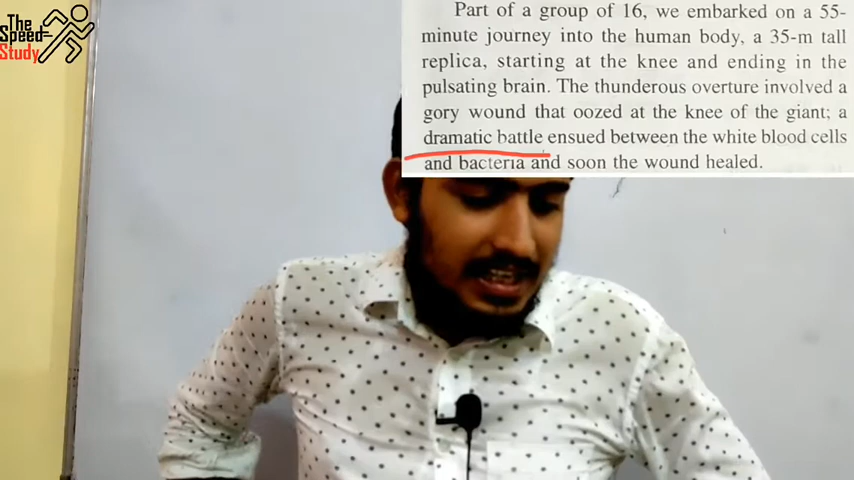 The
Speed-
Study
Part of a group of 16, we embarked on a 55-
minute journey into the human body, a 35-m tall
replica, starting at the knee and ending in the
pulsating brain. The thunderous overture involved a
gory wound that oozed at the knee of the giant; a
dramatic battle ensued between the white blood cells
and bacteria and soon the wound healed.